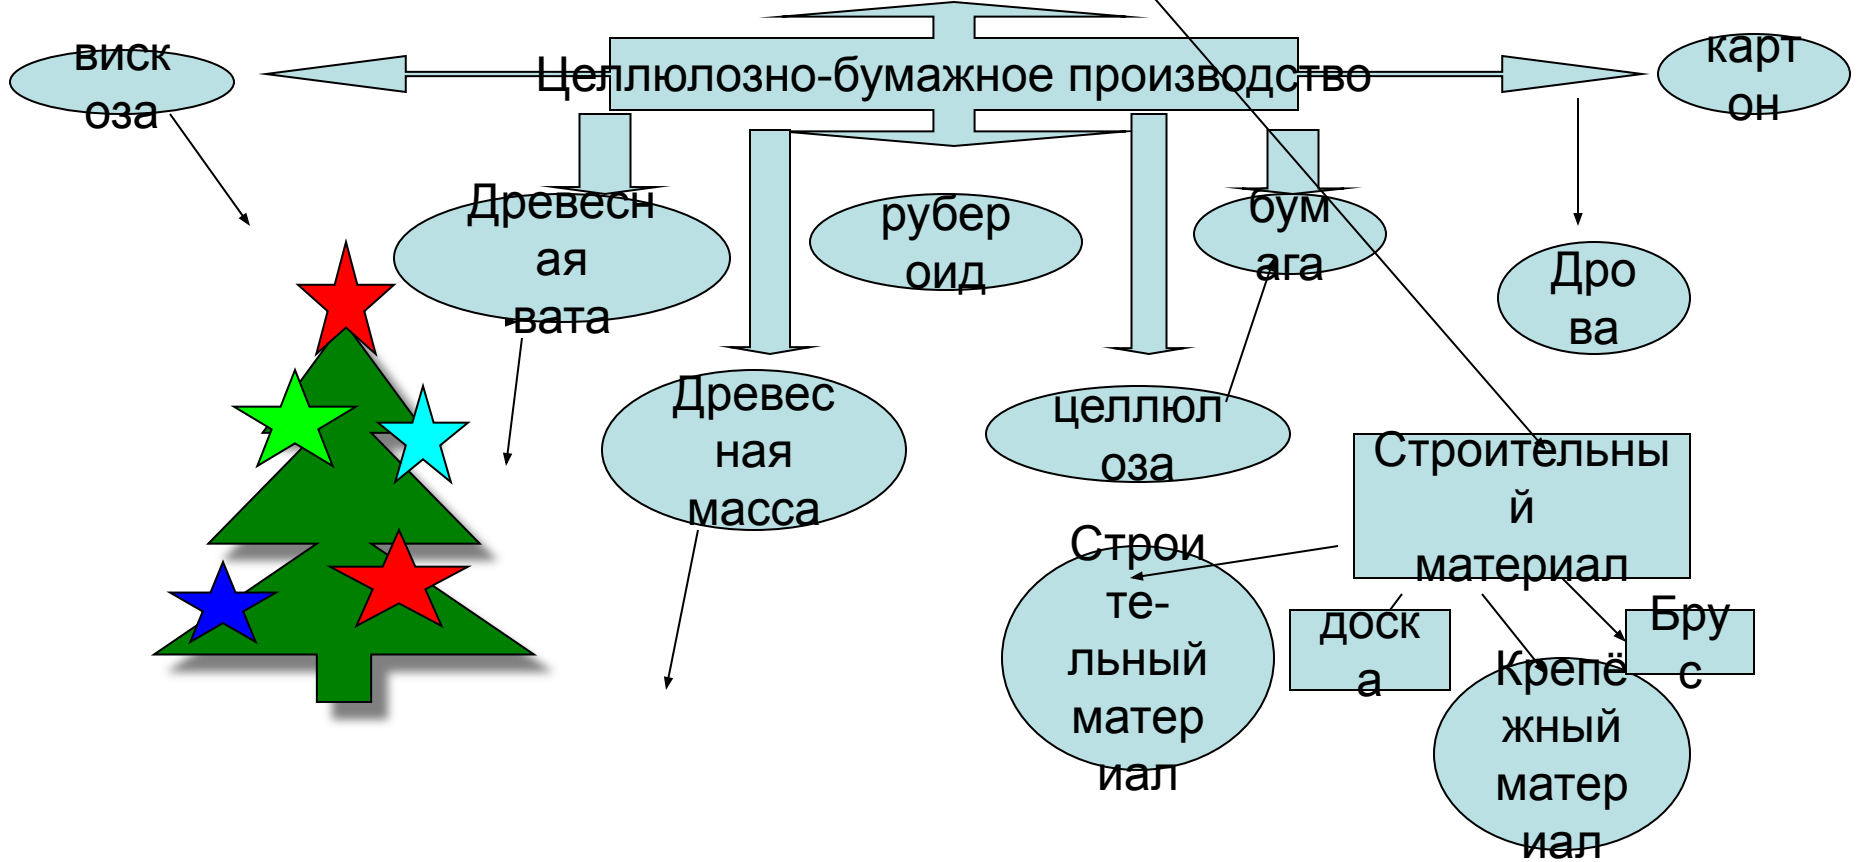 виск
оза
Целлюлозно-бумажное производство
карт
он
Древесн
ая
вата
рубер
оид
бум
ага
Дро
ва
Древес
ная
масса
целлюл
оза
Строительны
й
материал
Строи
те-
льный
матер
иал
доск
а
Бру
с
Крепё
жный
матер
иал